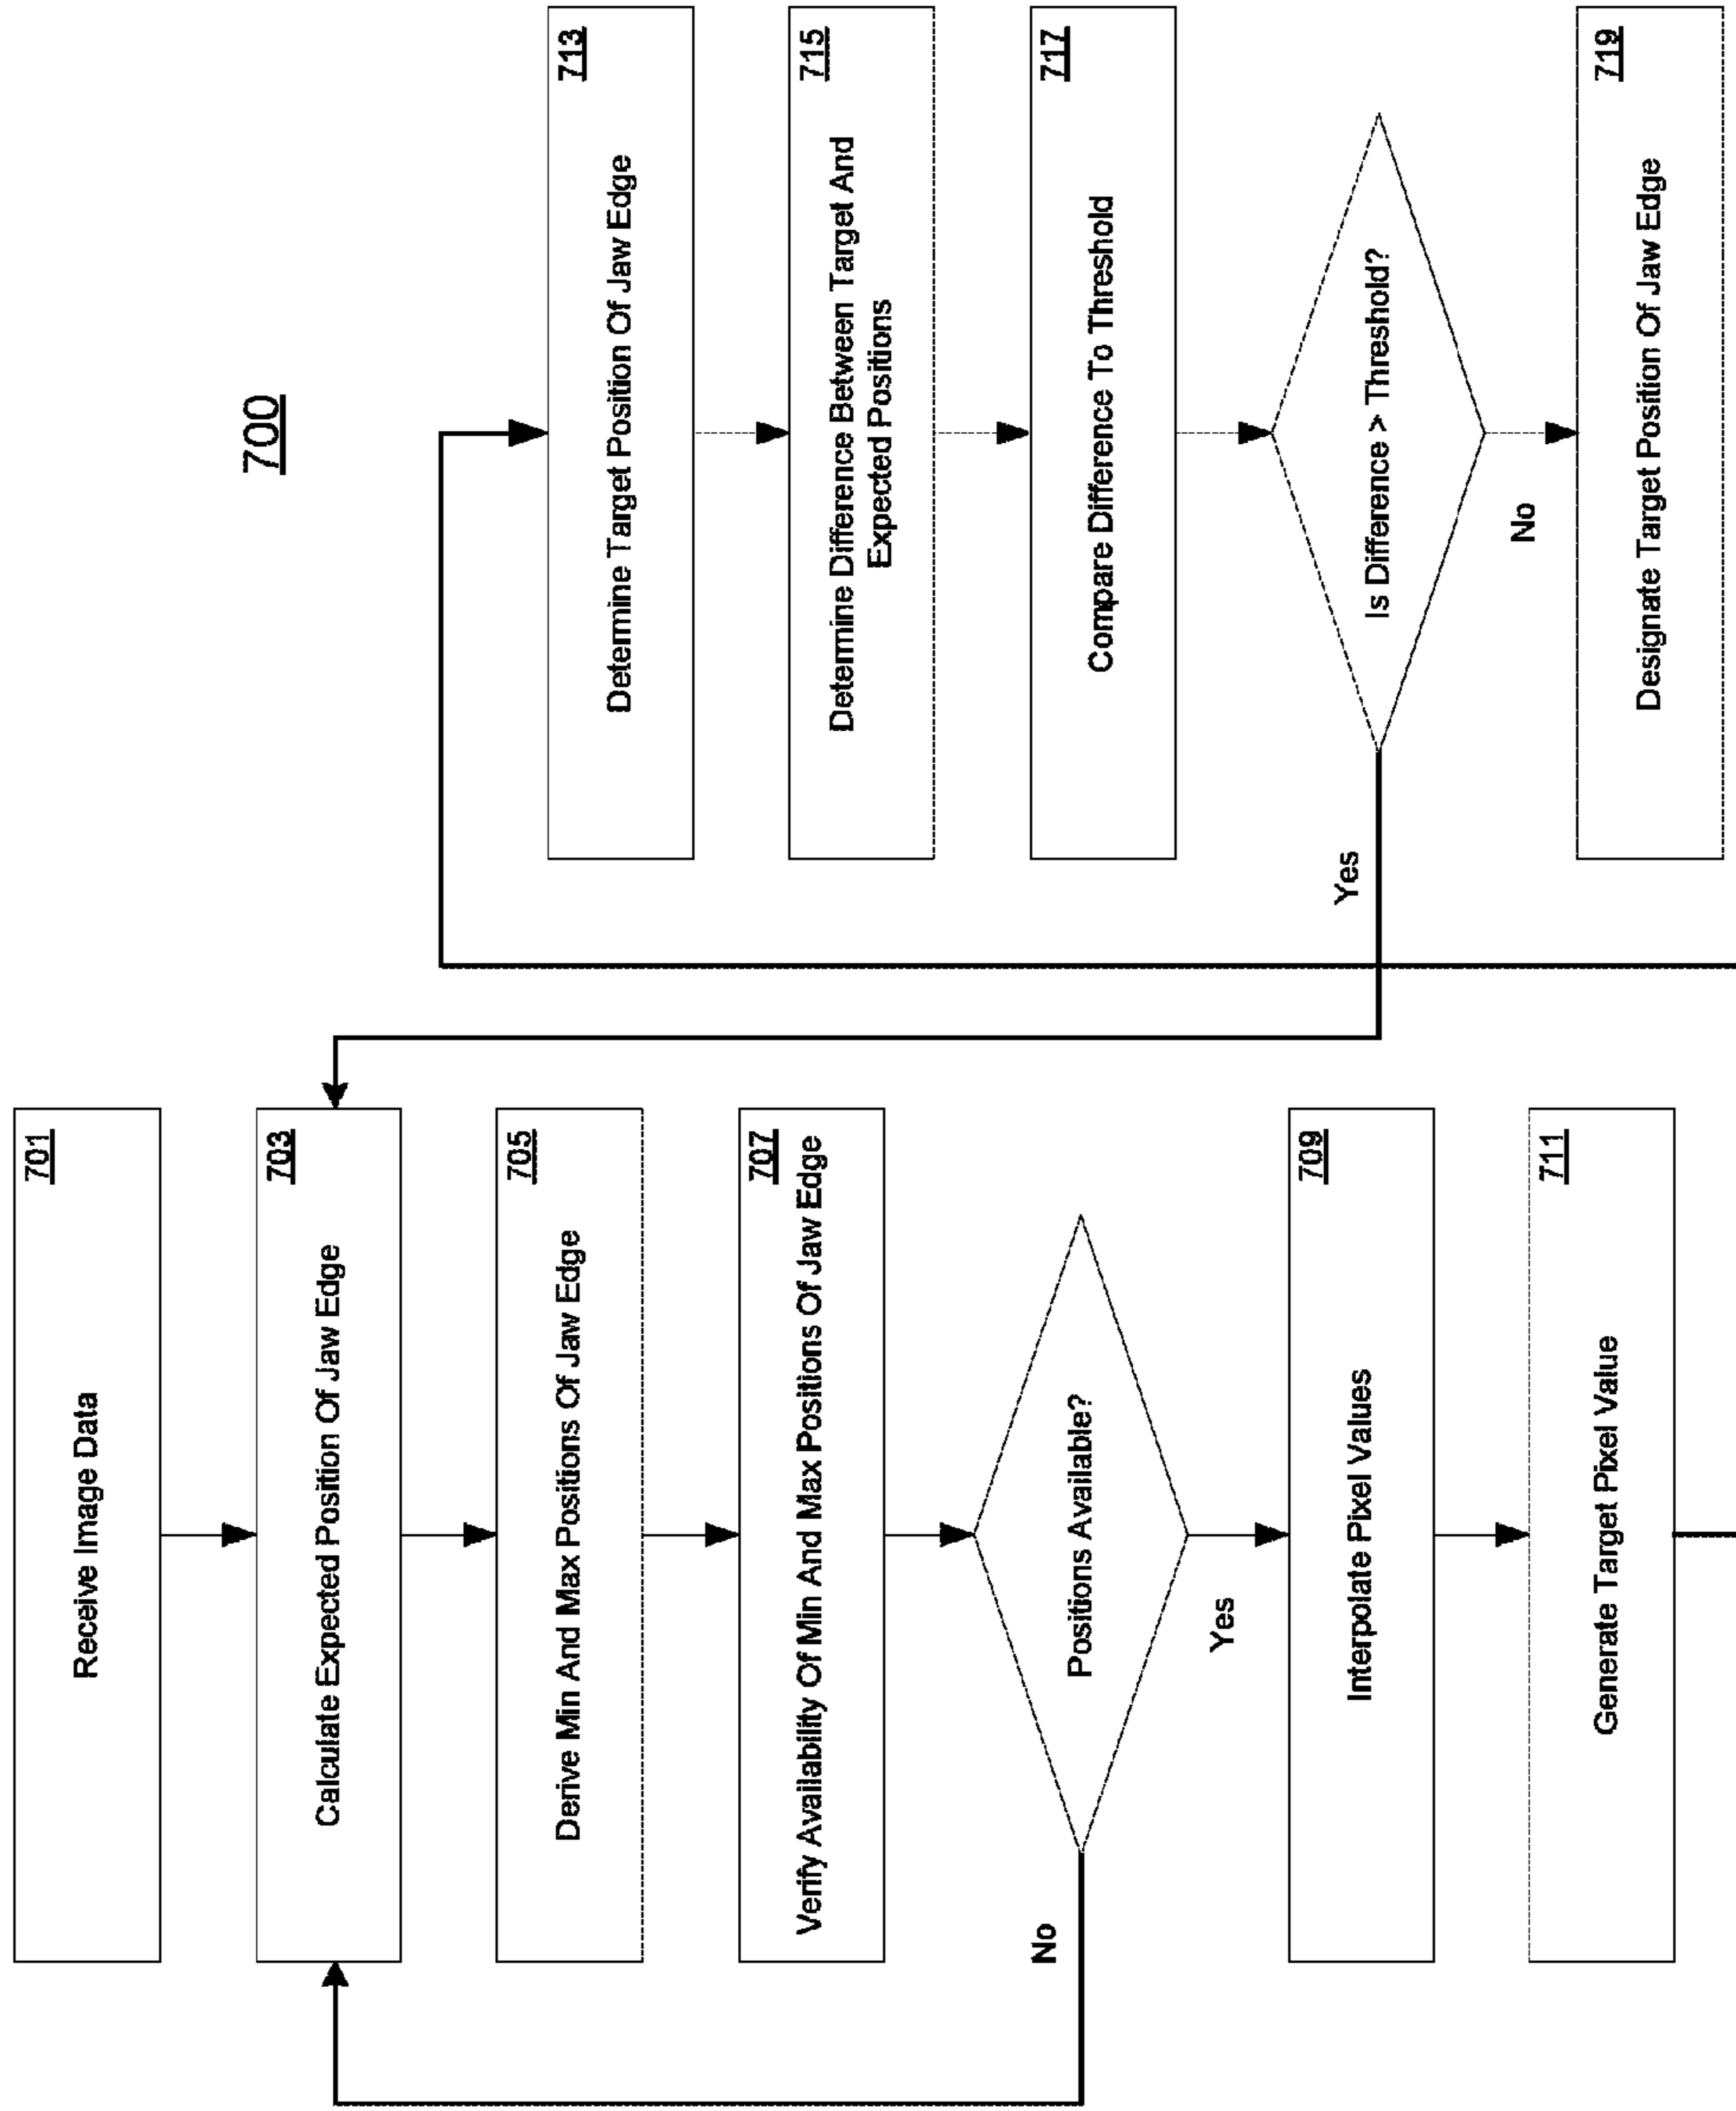 700
701
Receive Image Data
703
Calculate Expected Position Of Jaw Edge
705
Derive Min And Max Positions Of Jaw Edge
707
Verify Availability Of Min And Max Positions Of Jaw Edge
Positions Available?
No
Yes
709
Interpolate Pixel Values
711
Generate Target Pixel Value
713
Determine Target Position Of Jaw Edge
715
Determine Difference Between Target And
Expected Positions
717
Compare Difference To Threshold
Is Difference > Threshold?
Yes
No
719
Designate Target Position Of Jaw Edge